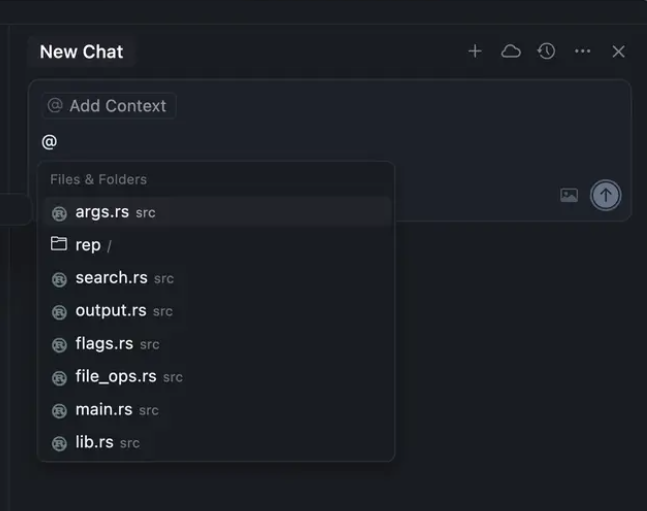 New Chat
@ Add Context
@
Files & Folders
args.rs src
rep /
search.rs src
output.rs src
flags.rs src
file_ops.rs src
main.rs src
lib.rs src